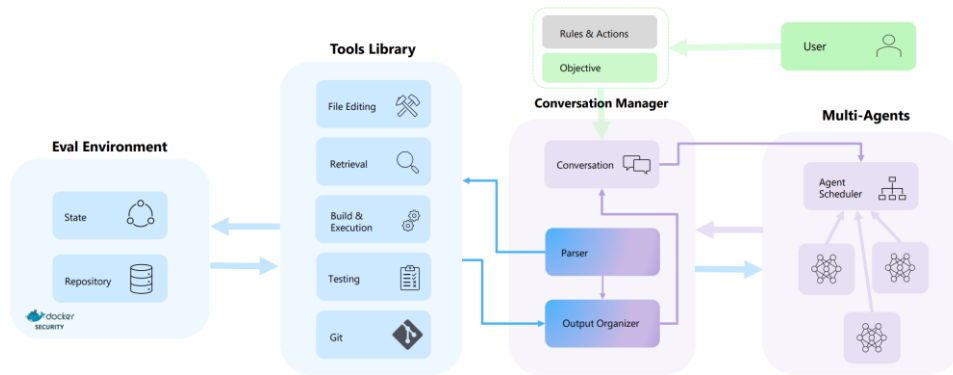 Rules & Actions
User
Tools Library
Objective
File Editing
Conversation Manager
Multi-Agents
Eval Environment
Retrieval
Conversation
Agent
Scheduler
State
Build &
Execution
Parser
Repository
Testing
Output Organizer
docker
SECURITY
Git